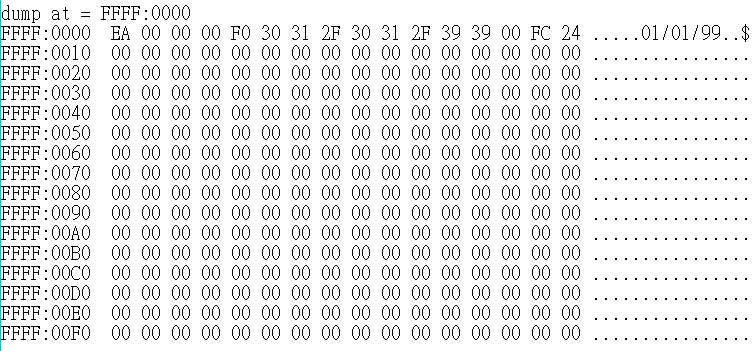 dump at = FFFF:0000
FFFF:0000 EA 00 00 00 F0 30 31 2F 30 31 2F 39 39 00 FC 24 .....01/01/99..$
FFFF:0010 00 00 00 00 00 00 00 00 00 00 00 00 00 00 00 00 ................
FFFF:0020 00 00 00 00 00 00 00 00 00 00 00 00 00 00 00 00 ................
FFFF:0030 00 00 00 00 00 00 00 00 00 00 00 00 00 00 00 00 ................
FFFF:0040 00 00 00 00 00 00 00 00 00 00 00 00 00 00 00 00 ................
FFFF:0050 00 00 00 00 00 00 00 00 00 00 00 00 00 00 00 00 ................
FFFF:0060 00 00 00 00 00 00 00 00 00 00 00 00 00 00 00 00 ................
FFFF:0070 00 00 00 00 00 00 00 00 00 00 00 00 00 00 00 00 ................
FFFF:0080 00 00 00 00 00 00 00 00 00 00 00 00 00 00 00 00 ................
FFFF:0090 00 00 00 00 00 00 00 00 00 00 00 00 00 00 00 00 ................
FFFF:00A0 00 00 00 00 00 00 00 00 00 00 00 00 00 00 00 00 ................
FFFF:00B0 00 00 00 00 00 00 00 00 00 00 00 00 00 00 00 00 ................
FFFF:00C0 00 00 00 00 00 00 00 00 00 00 00 00 00 00 00 00 ................
FFFF:00D0 00 00 00 00 00 00 00 00 00 00 00 00 00 00 00 00 ................
FFFF:00E0 00 00 00 00 00 00 00 00 00 00 00 00 00 00 00 00 ................
FFFF:00F0 00 00 00 00 00 00 00 00 00 00 00 00 00 00 00 00 ................